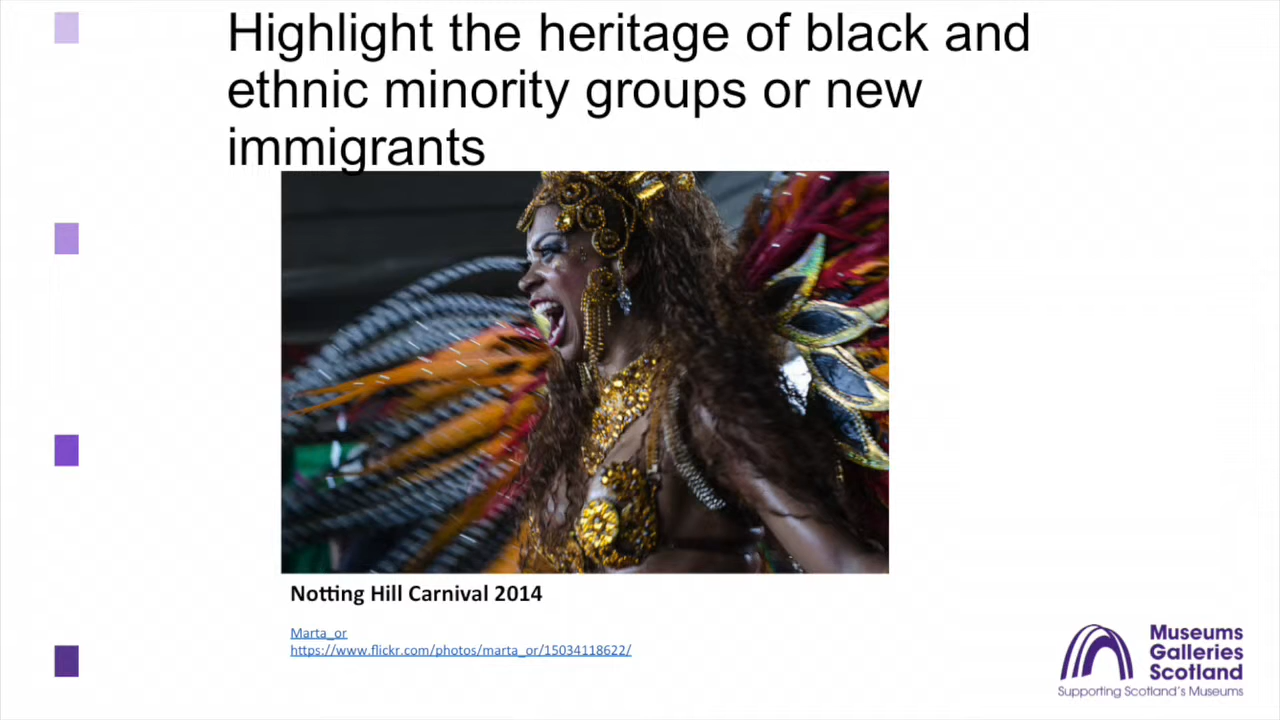 Highlight the heritage of black and
ethnic minority groups or new
immigrants
Notting Hill Carnival 2014
Marta_or
https://www.flickr.com/photos/marta_or/15034118622/
Museums
Galleries
Scotland
Supporting Scotland's Museums